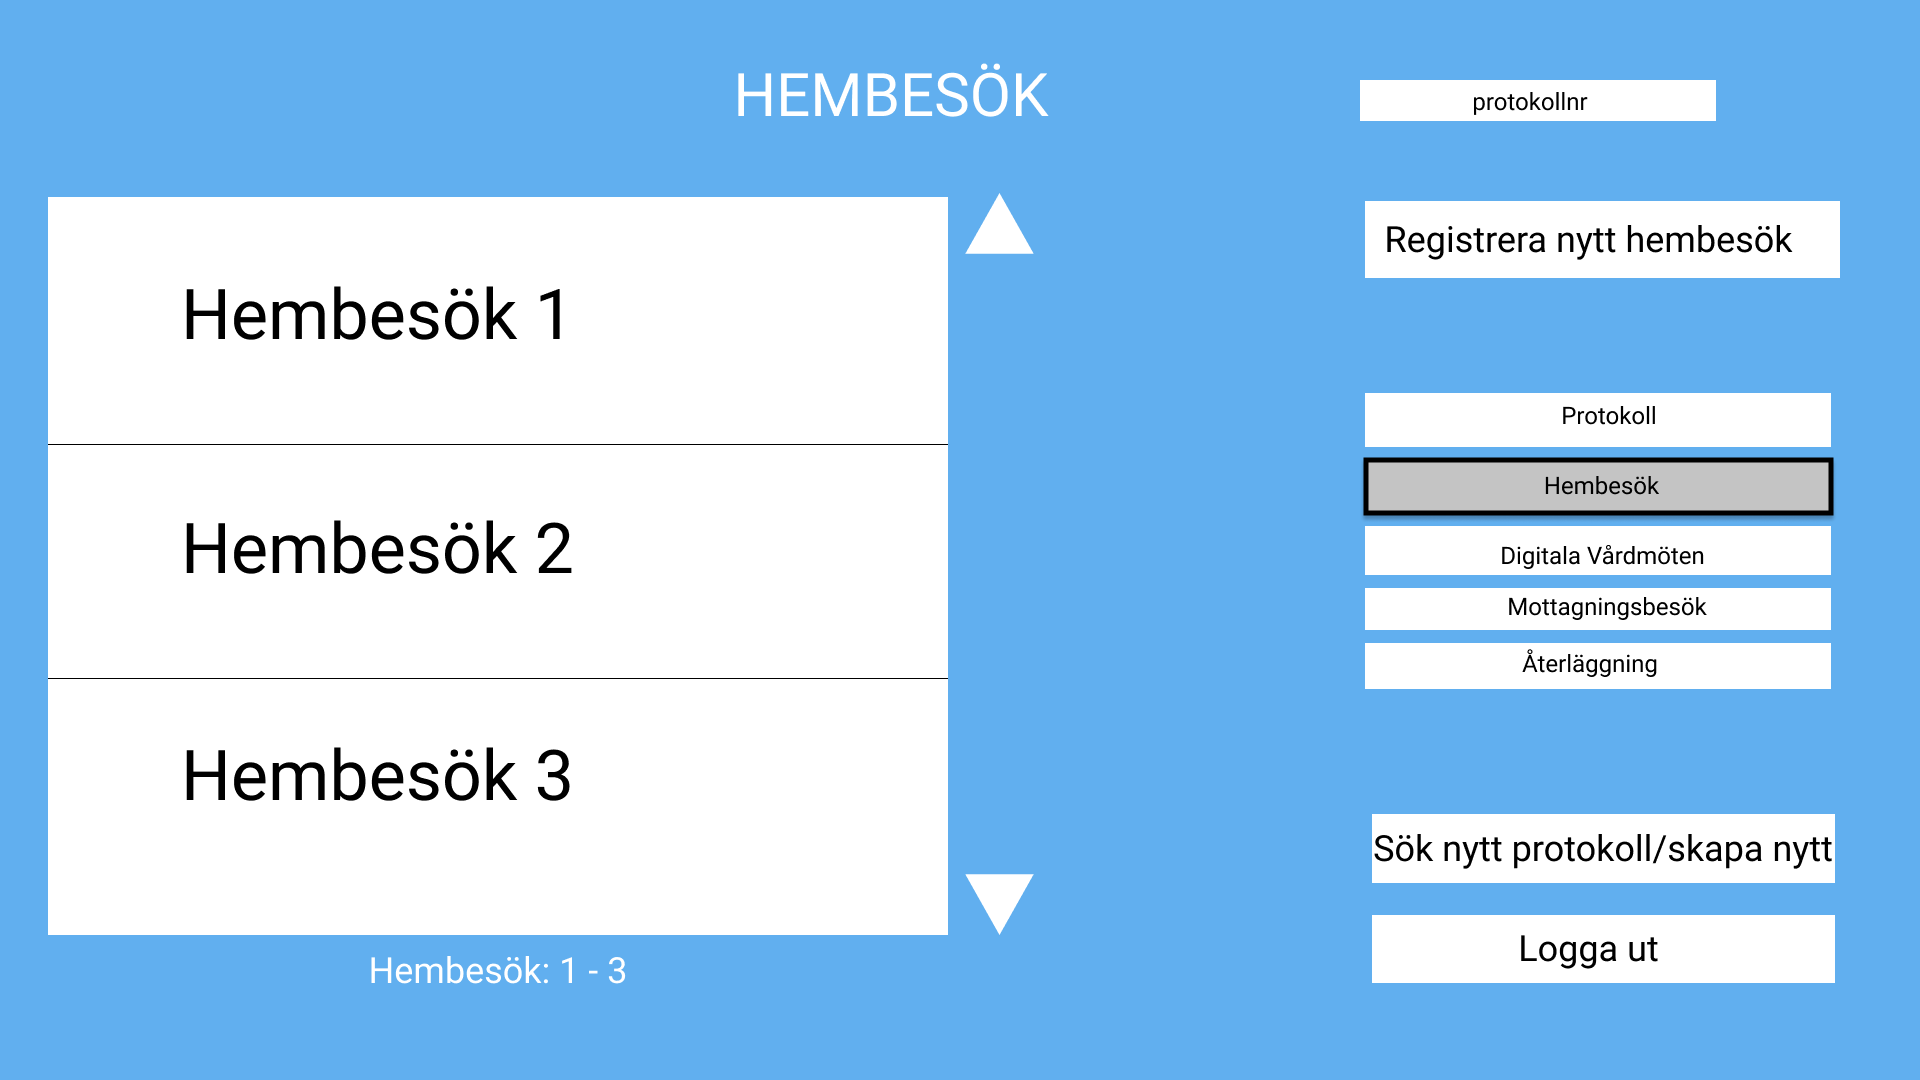 HEMBESÖK
protokollnr
Hembesök 1
Hembesök 2
Hembesök 3
Hembesök: 1 - 3
Registrera nytt hembesök
Protokoll
Hembesök
Digitala Vårdmöten
Mottagningsbesök
Återläggning
Sök nytt protokoll/skapa nytt
Logga ut